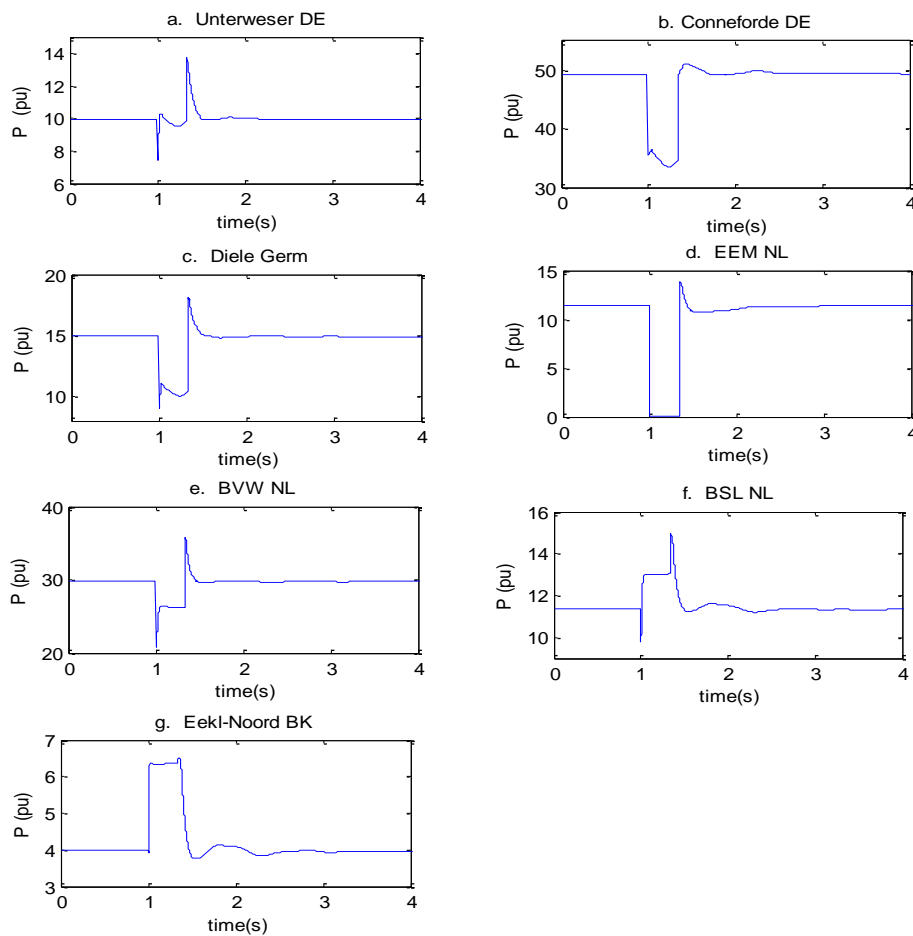 a. Unterweser DE
14
12
10
8
6
P (pu)
0 1 2 3 4
time(s)
b. Conneforde DE
50
40
30
P (pu)
0 1 2 3 4
time(s)
c. Diele Germ
20
15
10
P (pu)
0 1 2 3 4
time(s)
d. EEM NL
15
10
5
0
P (pu)
0 1 2 3 4
time(s)
e. BVW NL
40
30
20
P (pu)
0 1 2 3 4
time(s)
f. BSL NL
16
14
12
10
P (pu)
0 1 2 3 4
time(s)
g. Eekl-Noord BK
7
6
5
4
3
P (pu)
0 1 2 3 4
time(s)